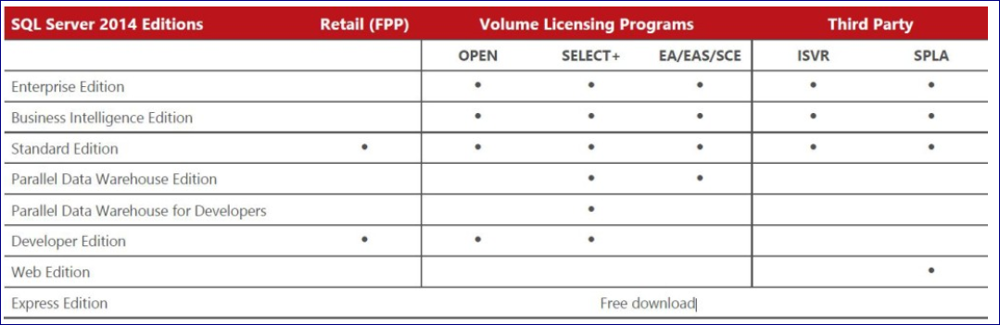 SQL Server 2014 Editions Retail (FPP) Volume Licensing Programs Third Party
OPEN SELECT+ EA/EAS/SCE ISVR SPLA
Enterprise Edition • • • • •
Business Intelligence Edition • • • • •
Standard Edition • • • • • •
Parallel Data Warehouse Edition • •
Parallel Data Warehouse for Developers •
Developer Edition • • •
Web Edition •
Express Edition Free download